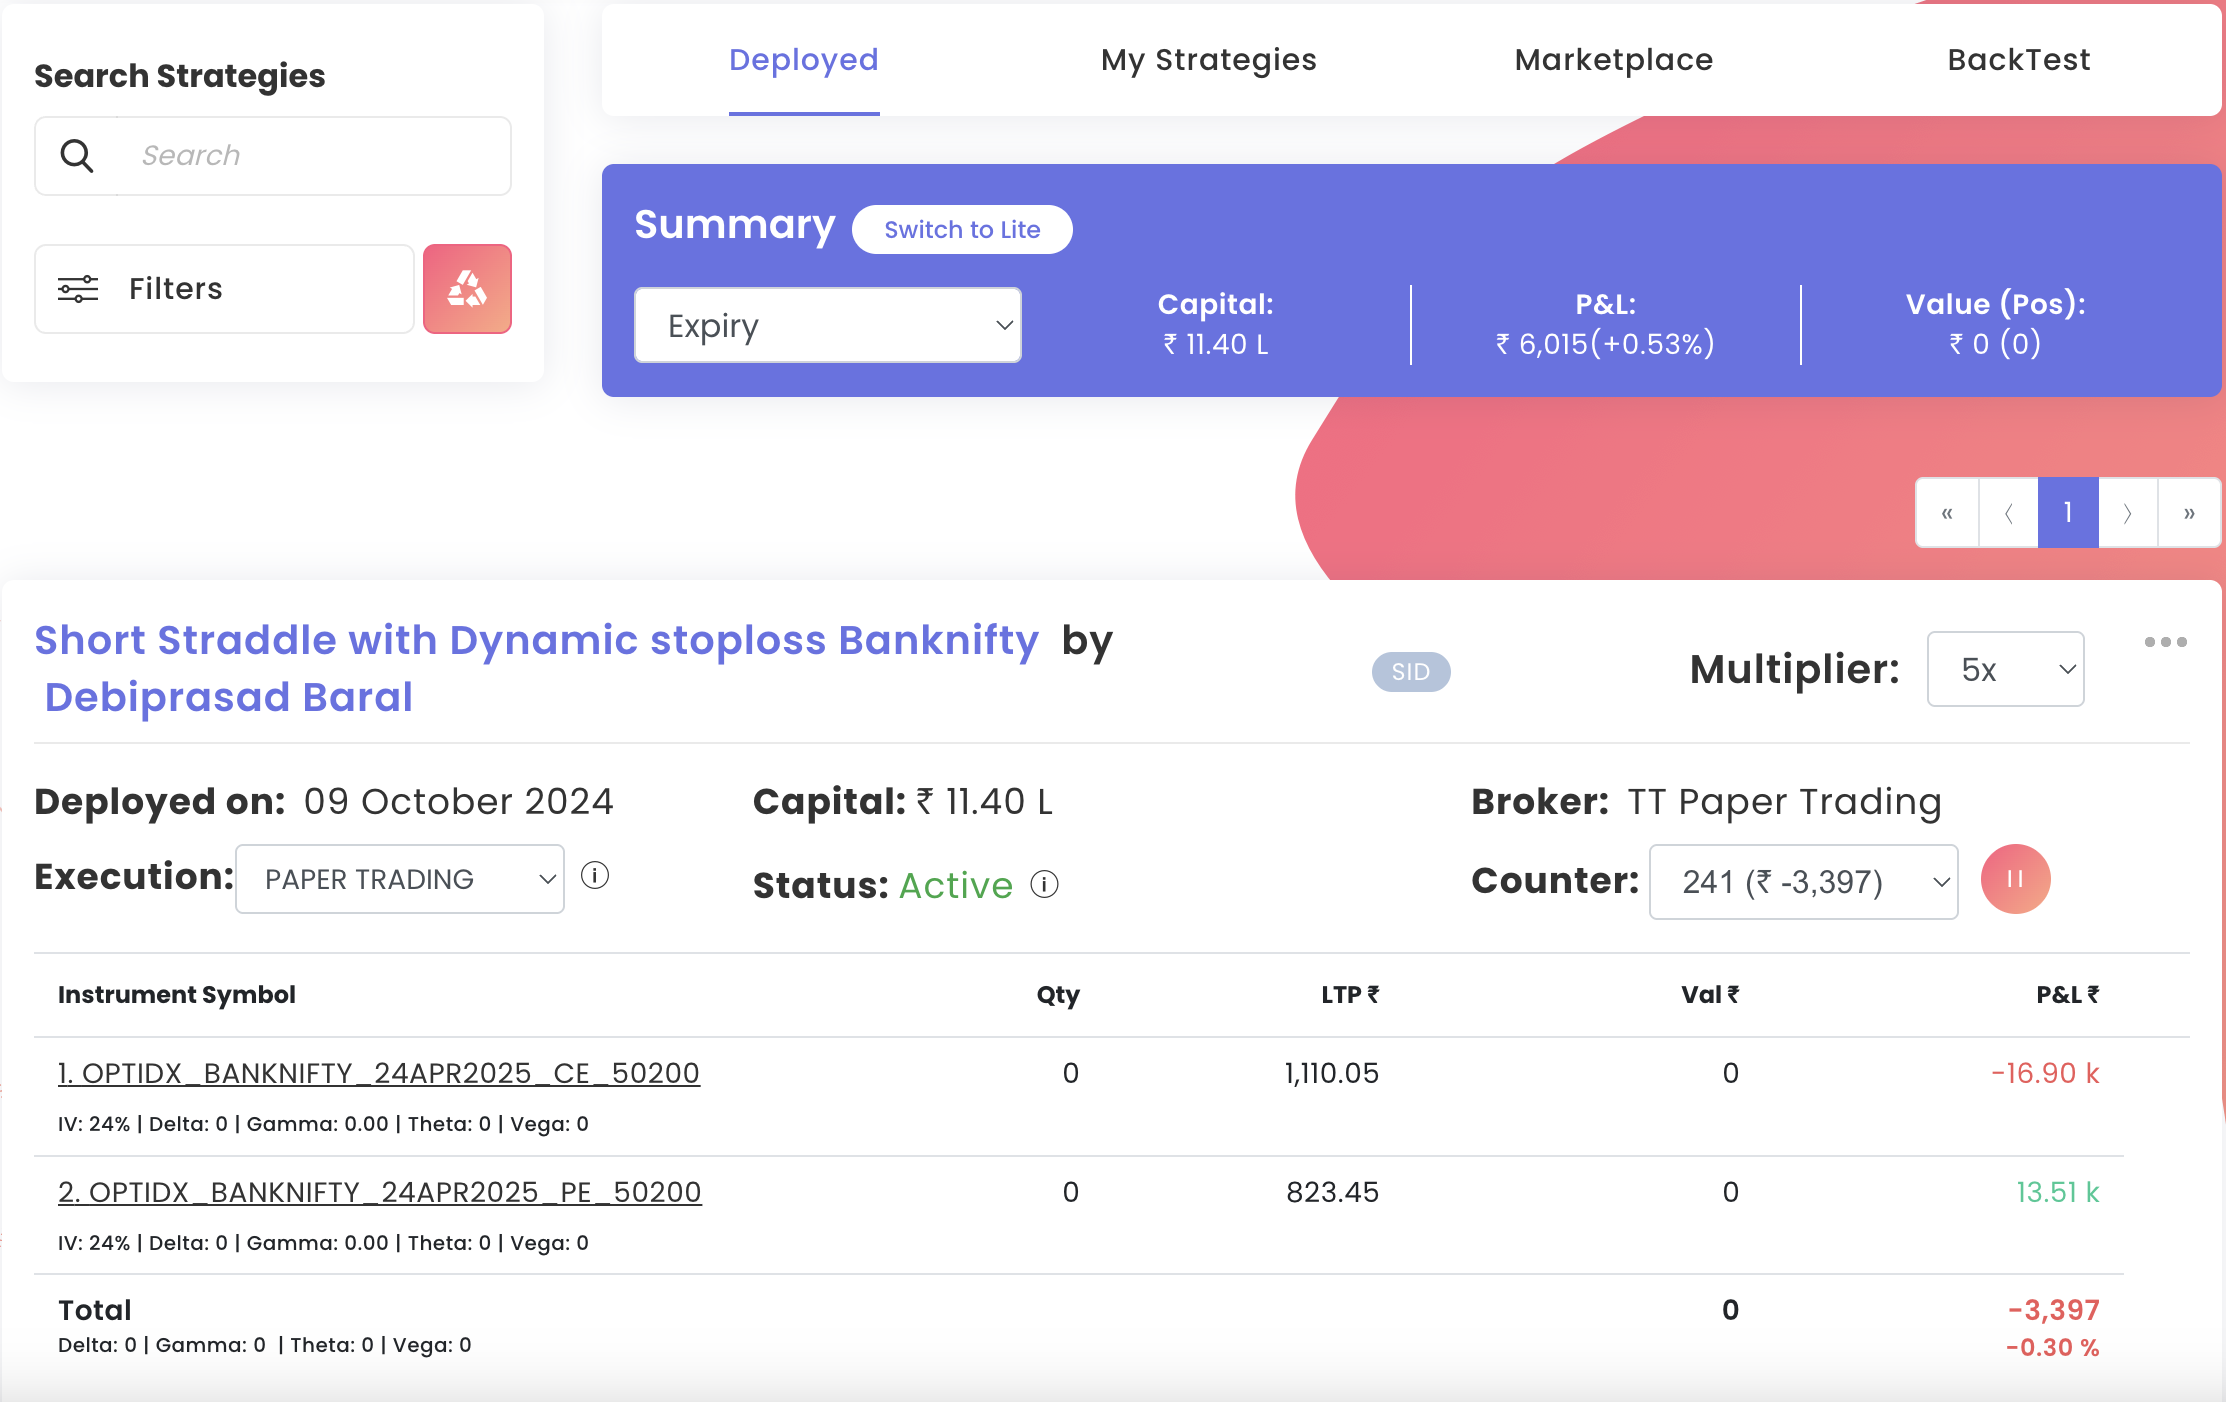 Search Strategies
Search
Filters
Deployed
My Strategies
Marketplace
BackTest
Summary
Switch to Lite
Expiry
Capital:
₹ 11.40 L
P&L:
₹ 6,015(+0.53%)
Value (Pos):
₹ 0 (0)
« 〈 1 〉 »
Short Straddle with Dynamic stoploss Banknifty by
Debiprasad Baral
SID
Multiplier: 5x
Deployed on: 09 October 2024
Capital: ₹ 11.40 L
Broker: TT Paper Trading
Execution: PAPER TRADING
Status: Active
Counter: 241 (₹ -3,397)
Instrument Symbol Qty LTP ₹ Val ₹ P&L ₹
1. OPTIDX_BANKNIFTY_24APR2025_CE_50200 0 1,110.05 0 -16.90 k
IV: 24% | Delta: 0 | Gamma: 0.00 | Theta: 0 | Vega: 0
2. OPTIDX_BANKNIFTY_24APR2025_PE_50200 0 823.45 0 13.51 k
IV: 24% | Delta: 0 | Gamma: 0.00 | Theta: 0 | Vega: 0
Total 0 -3,397
Delta: 0 | Gamma: 0 | Theta: 0 | Vega: 0 -0.30 %